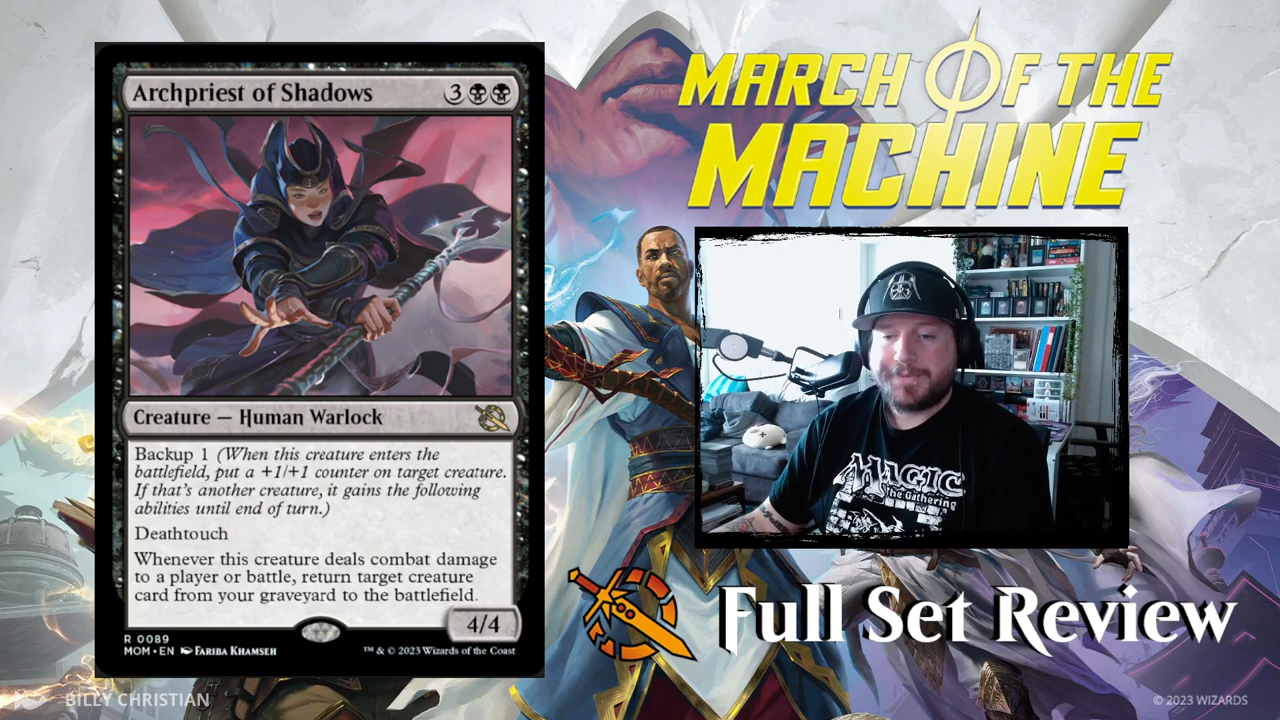 Archpriest of Shadows 3
Creature — Human Warlock
Backup 1 (When this creature enters the
battlefield, put a +1/+1 counter on target creature.
If that's another creature, it gains the following
abilities until end of turn.)
Deathtouch
Whenever this creature deals combat damage
to a player or battle, return target creature
card from your graveyard to the battlefield.
4/4
R 0089
MOM • EN FARIBA KHAMSEH
™ & © 2023 Wizards of the Coast
MARCH OF THE
MACHINE
MAGIC
The Gathering
Full Set Review
BILLY CHRISTIAN
© 2023 WIZARDS